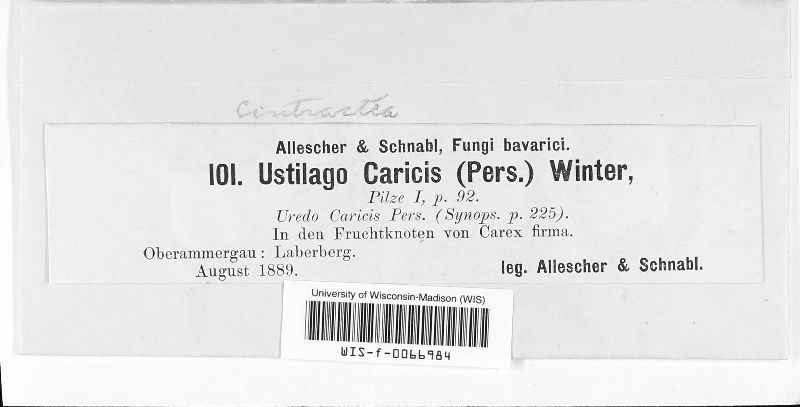 Cintractia
Allescher & Schnabl, Fungi bavarici.
101. Ustilago Caricis (Pers.) Winter,
Pilze I, p. 92.
Uredo Caricis Pers. (Synops. p. 225).
In den Fruchtknoten von Carex firma.
Oberammergau: Laberberg.
August 1889.
leg. Allescher & Schnabl.
University of Wisconsin-Madison (WIS)
WIS-f-0066984